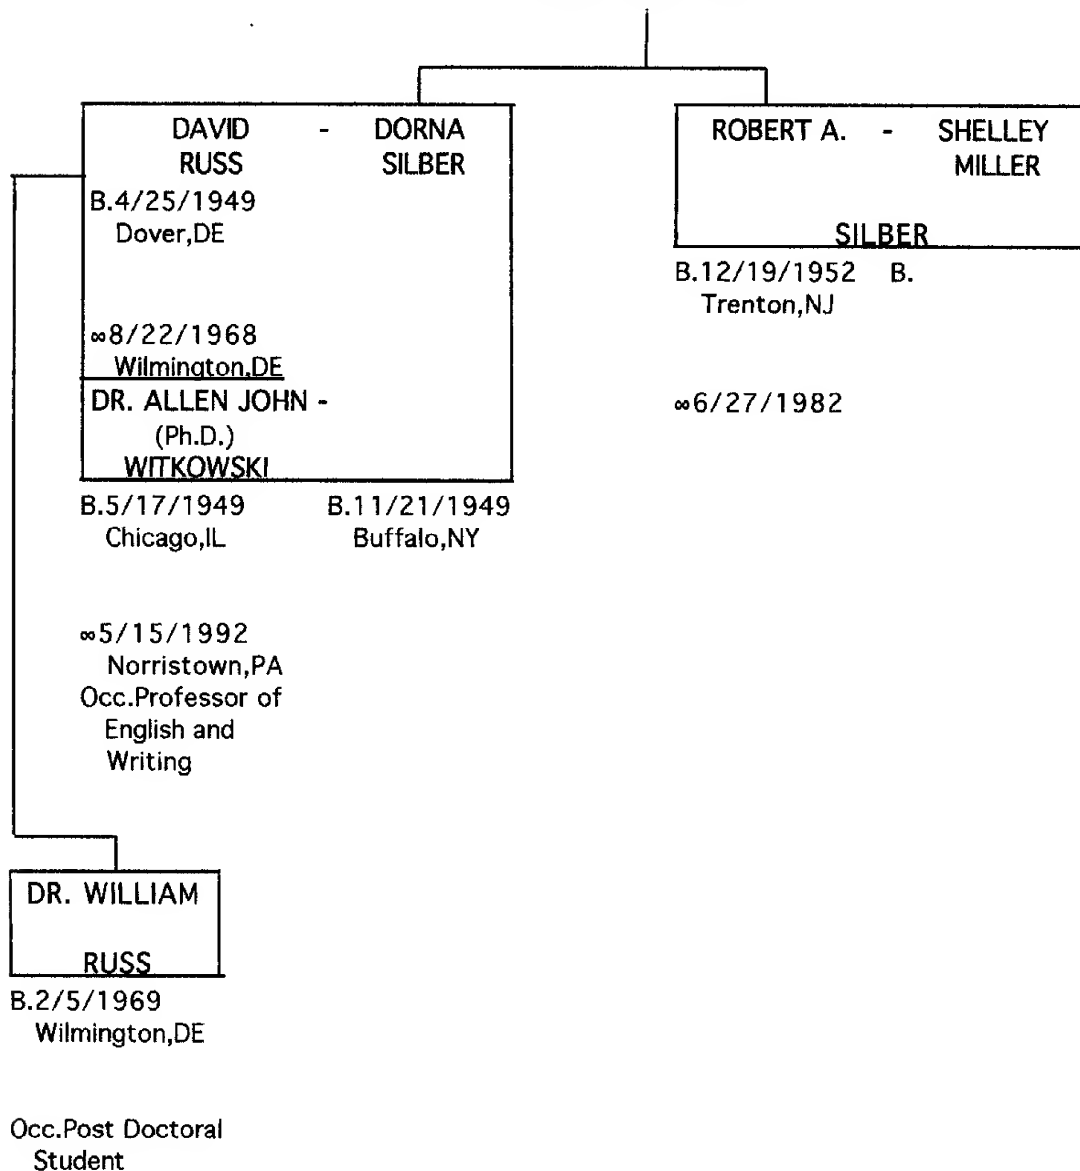 DAVID - DORNA
RUSS SILBER
B.4/25/1949
Dover,DE
∞8/22/1968
Wilmington,DE
DR. ALLEN JOHN -
(Ph.D.)
WITKOWSKI
B.5/17/1949 B.11/21/1949
Chicago,IL Buffalo,NY
∞5/15/1992
Norristown,PA
Occ.Professor of
English and
Writing
ROBERT A. - SHELLEY
MILLER
SILBER
B.12/19/1952 B.
Trenton,NJ
∞6/27/1982
DR. WILLIAM
RUSS
B.2/5/1969
Wilmington,DE
Occ.Post Doctoral
Student